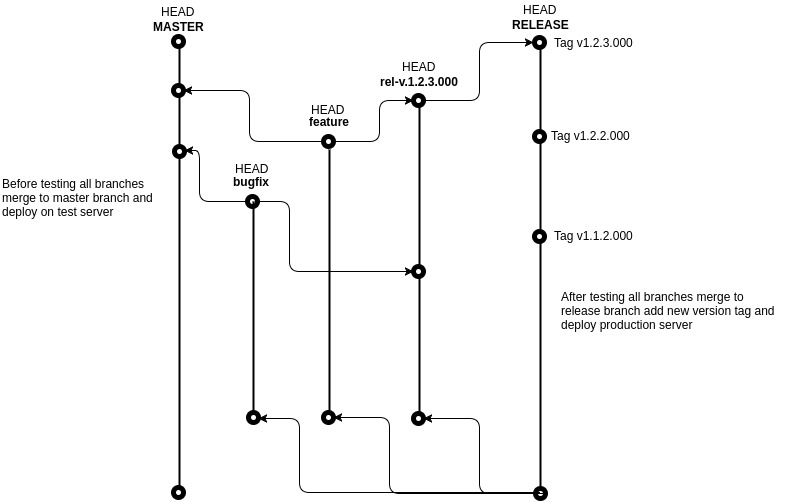 HEAD
MASTER
HEAD
RELEASE
Tag v1.2.3.000
HEAD
rel-v.1.2.3.000
HEAD
feature
Tag v1.2.2.000
HEAD
bugfix
Before testing all branches
merge to master branch and
deploy on test server
Tag v1.1.2.000
After testing all branches merge to
release branch add new version tag and
deploy production server